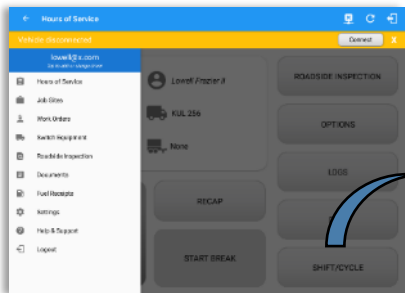 Hours of Service
Vehicle disconnected
Connect
X
lowell@x.com
Hours of Service
Job Sites
Work Orders
Switch Equipment
Roadside Inspection
Documents
Fuel Receipts
Settings
Help & Support
Logout
Lowell Frazier II
KUL 256
None
RECAP
START BREAK
ROADSIDE INSPECTION
OPTIONS
LOGS
SHIFT/CYCLE